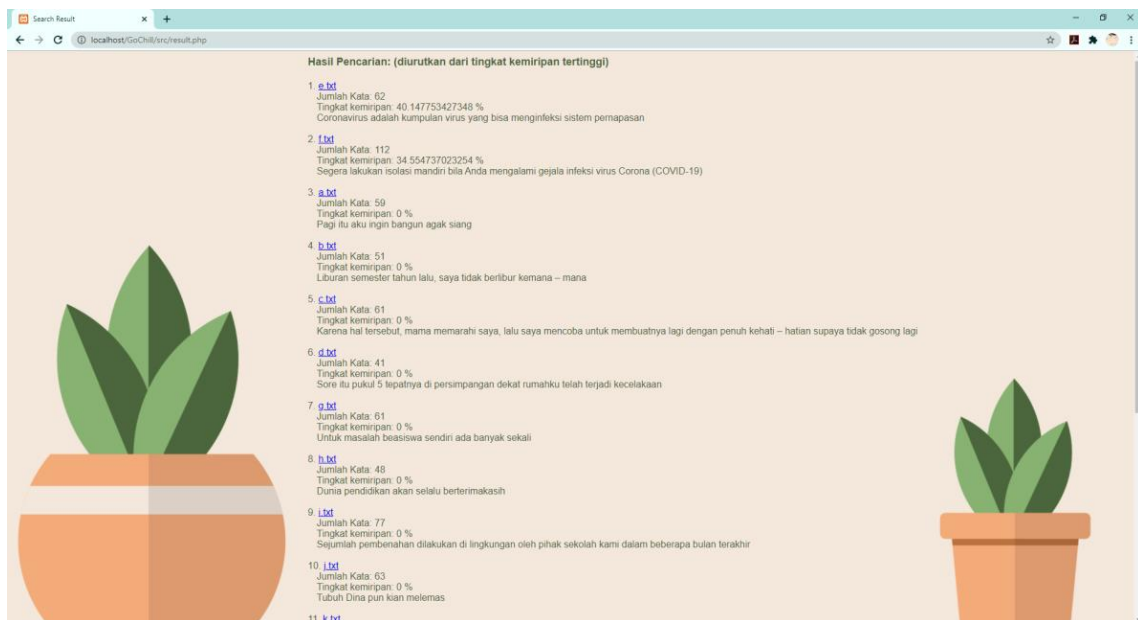 Search Result
localhost/GoChill/src/result.php
Hasil Pencarian: (diurutkan dari tingkat kemiripan tertinggi)
1. e.txt
Jumlah Kata: 62
Tingkat kemiripan: 40.147753427348 %
Coronavirus adalah kumpulan virus yang bisa menginfeksi sistem pernapasan
2. f.txt
Jumlah Kata: 112
Tingkat kemiripan: 34.554737023254 %
Segera lakukan isolasi mandiri bila Anda mengalami gejala infeksi virus Corona (COVID-19)
3. a.txt
Jumlah Kata: 59
Tingkat kemiripan: 0 %
Pagi itu aku ingin bangun agak siang
4. b.txt
Jumlah Kata: 51
Tingkat kemiripan: 0 %
Liburan semester tahun lalu, saya tidak berlibur kemana – mana
5. c.txt
Jumlah Kata: 61
Tingkat kemiripan: 0 %
Karena hal tersebut, mama memarahi saya, lalu saya mencoba untuk membuatnya lagi dengan penuh kehati – hatian supaya tidak gosong lagi
6. d.txt
Jumlah Kata: 41
Tingkat kemiripan: 0 %
Sore itu pukul 5 tepatnya di persimpangan dekat rumahku telah terjadi kecelakaan
7. g.txt
Jumlah Kata: 61
Tingkat kemiripan: 0 %
Untuk masalah beasiswa sendiri ada banyak sekali
8. h.txt
Jumlah Kata: 48
Tingkat kemiripan: 0 %
Dunia pendidikan akan selalu berterimakasih
9. i.txt
Jumlah Kata: 77
Tingkat kemiripan: 0 %
Sejumlah pembenahan dilakukan di lingkungan oleh pihak sekolah kami dalam beberapa bulan terakhir
10. j.txt
Jumlah Kata: 63
Tingkat kemiripan: 0 %
Tubuh Dina pun kian melemas
11. k.txt